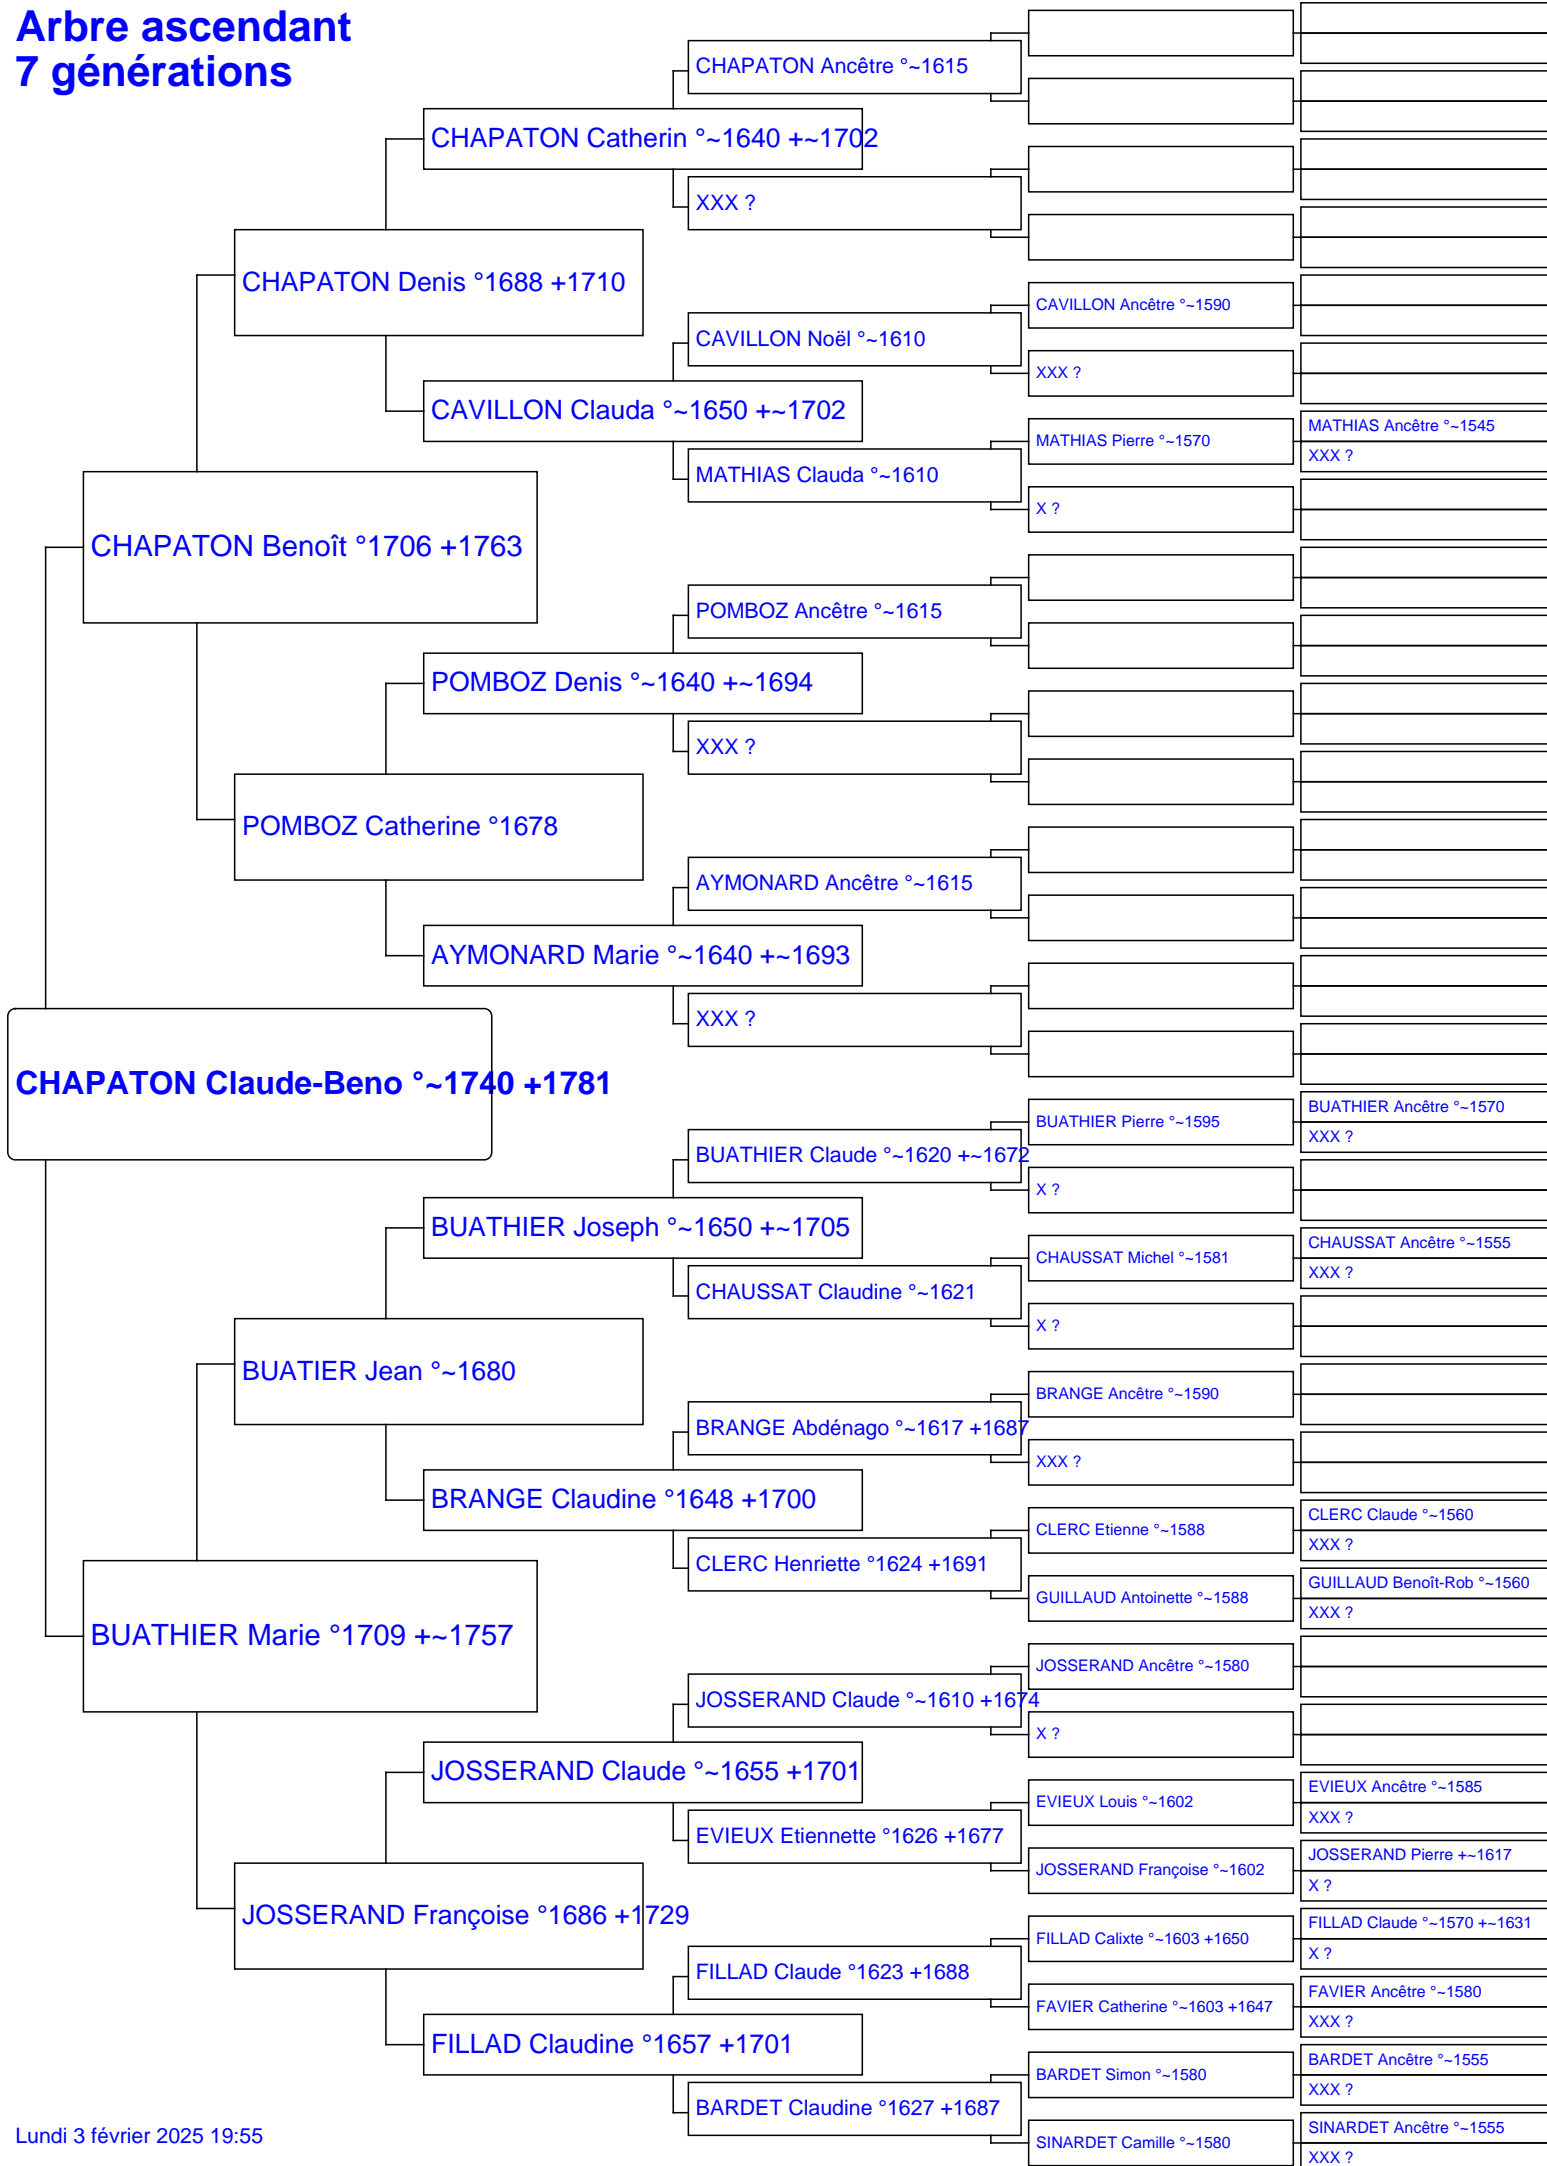 Arbre ascendant
7 générations
CHAPATON Ancêtre °~1615
CHAPATON Catherin °~1640 +~1702
XXX ?
CHAPATON Denis °1688 +1710
CAVILLON Ancêtre °~1590
CAVILLON Noël °~1610
XXX ?
CAVILLON Clauda °~1650 +~1702
MATHIAS Ancêtre °~1545
MATHIAS Pierre °~1570
XXX ?
MATHIAS Clauda °~1610
X ?
CHAPATON Benoît °1706 +1763
POMBOZ Ancêtre °~1615
POMBOZ Denis °~1640 +~1694
XXX ?
POMBOZ Catherine °1678
AYMONARD Ancêtre °~1615
AYMONARD Marie °~1640 +~1693
XXX ?
CHAPATON Claude-Beno °~1740 +1781
BUATHIER Ancêtre °~1570
BUATHIER Pierre °~1595
XXX ?
BUATHIER Claude °~1620 +~1672
X ?
BUATHIER Joseph °~1650 +~1705
CHAUSSAT Ancêtre °~1555
CHAUSSAT Michel °~1581
XXX ?
CHAUSSAT Claudine °~1621
X ?
BUATIER Jean °~1680
BRANGE Ancêtre °~1590
BRANGE Abdénago °~1617 +1687
XXX ?
BRANGE Claudine °1648 +1700
CLERC Claude °~1560
CLERC Etienne °~1588
XXX ?
CLERC Henriette °1624 +1691
GUILLAUD Benoît-Rob °~1560
GUILLAUD Antoinette °~1588
XXX ?
BUATHIER Marie °1709 +~1757
JOSSERAND Ancêtre °~1580
JOSSERAND Claude °~1610 +1674
X ?
JOSSERAND Claude °~1655 +1701
EVIEUX Ancêtre °~1585
EVIEUX Louis °~1602
XXX ?
EVIEUX Etiennette °1626 +1677
JOSSERAND Pierre +~1617
JOSSERAND Françoise °~1602
X ?
JOSSERAND Françoise °1686 +1729
FILLAD Claude °~1570 +~1631
FILLAD Calixte °~1603 +1650
X ?
FILLAD Claude °1623 +1688
FAVIER Ancêtre °~1580
FAVIER Catherine °~1603 +1647
XXX ?
FILLAD Claudine °1657 +1701
BARDET Ancêtre °~1555
BARDET Simon °~1580
XXX ?
BARDET Claudine °1627 +1687
SINARDET Ancêtre °~1555
SINARDET Camille °~1580
XXX ?
Lundi 3 février 2025 19:55